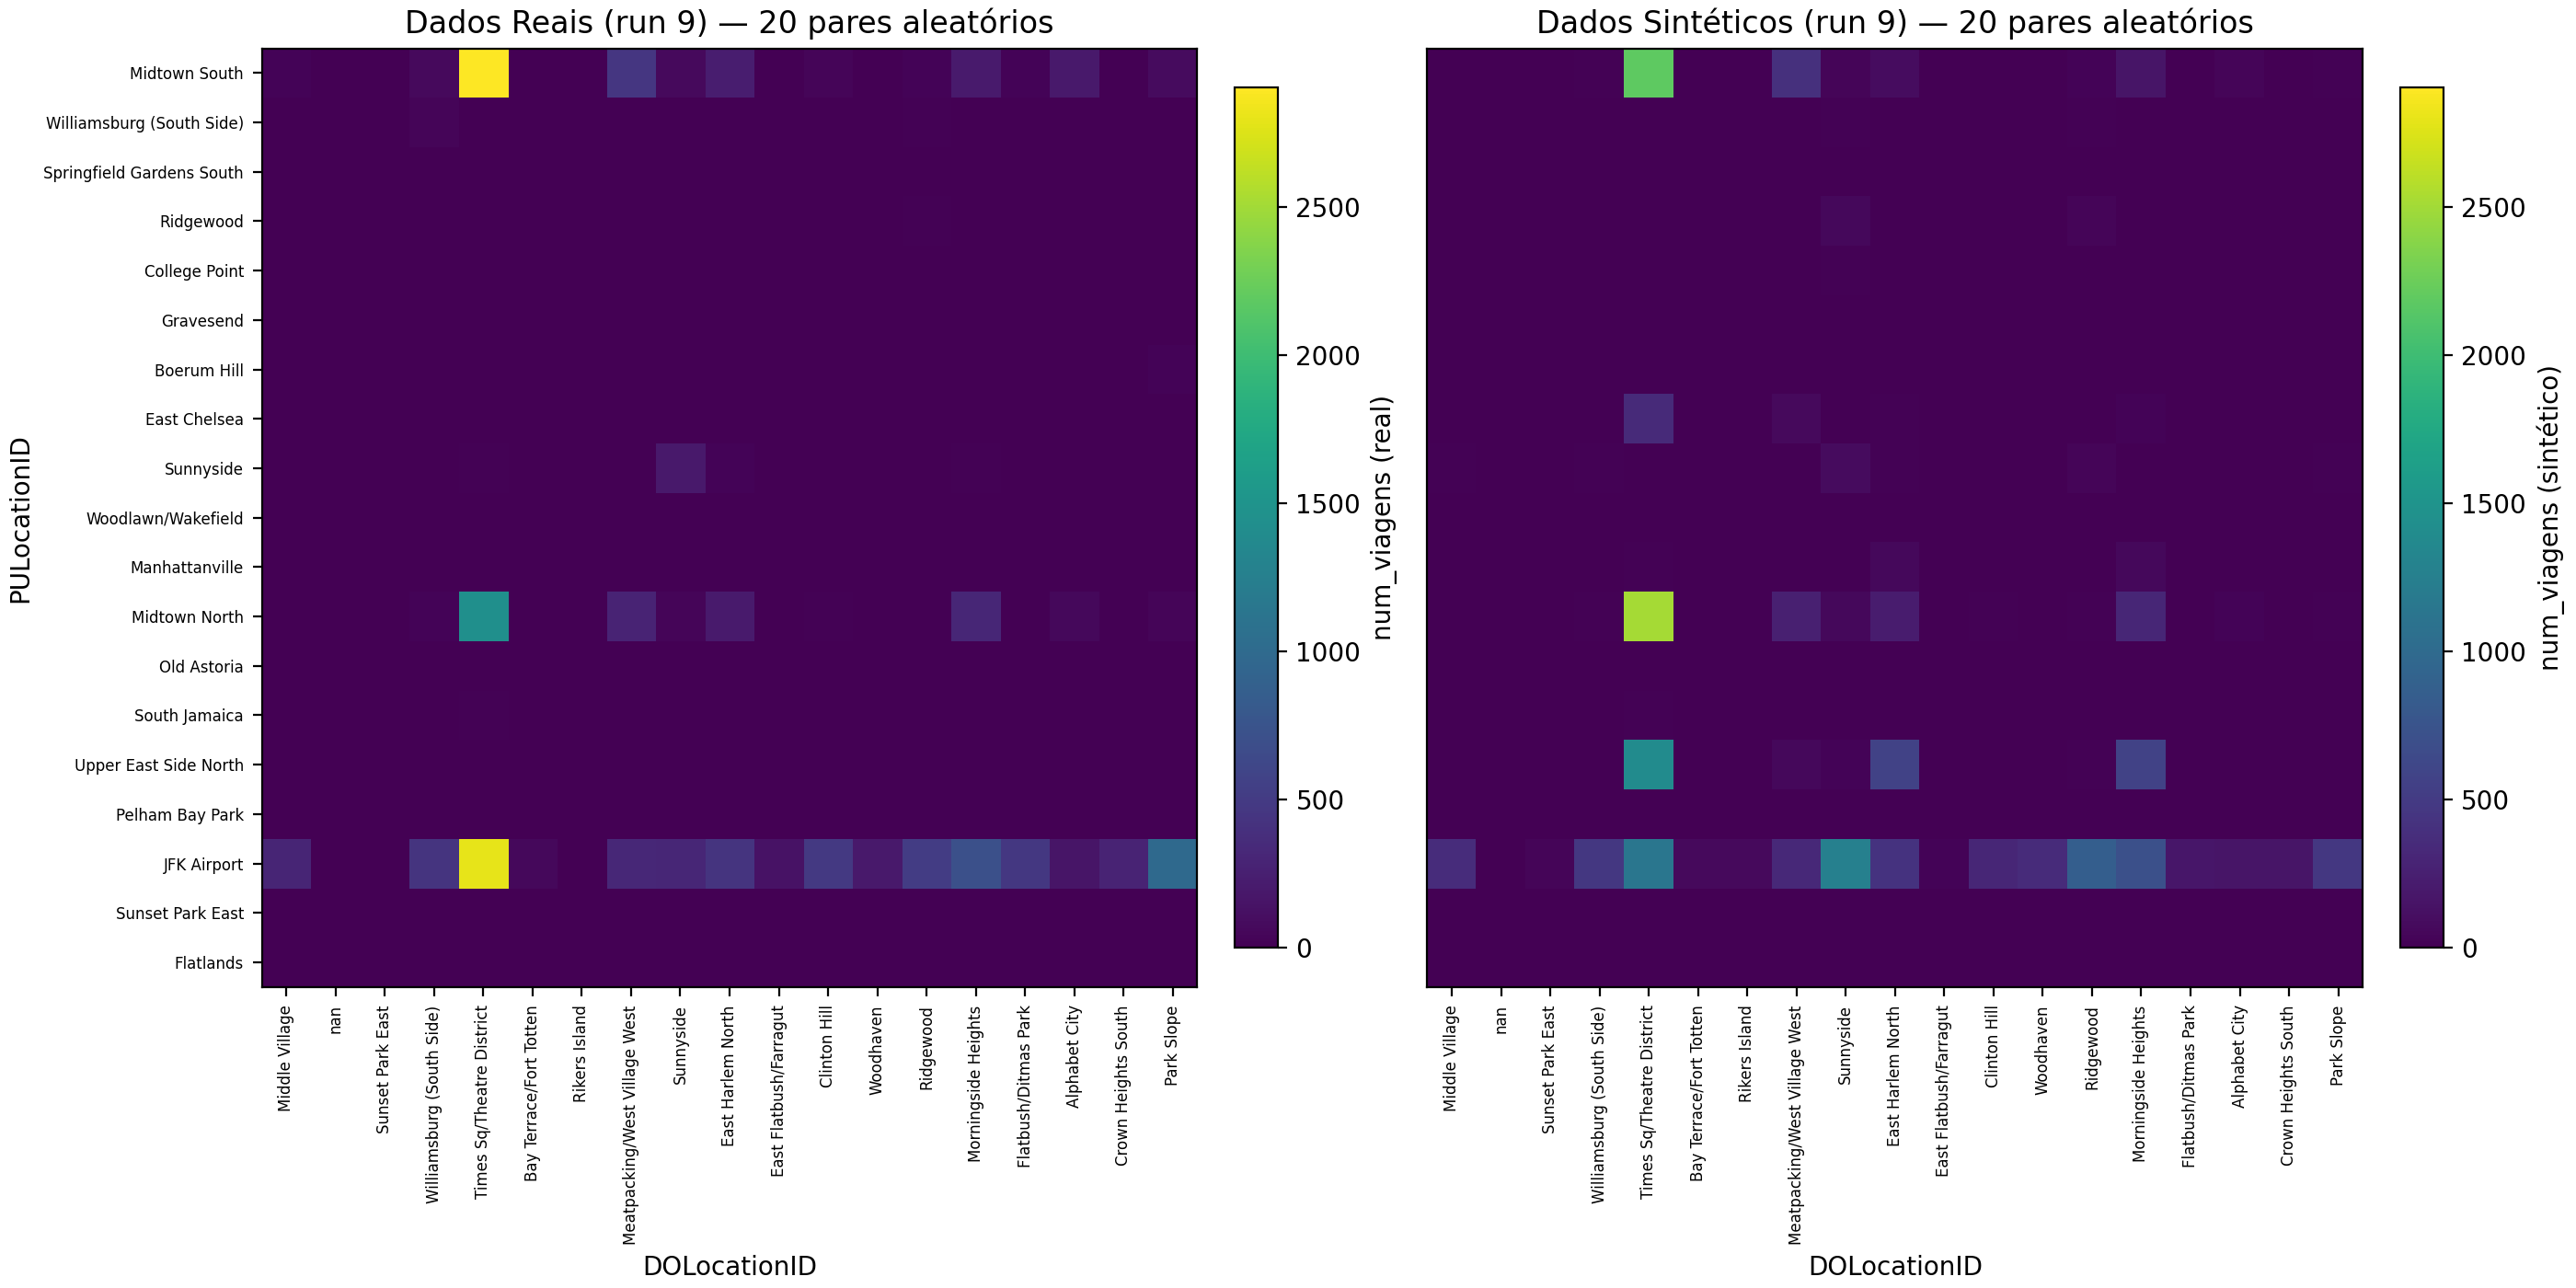 Dados Reais (run 9) — 20 pares aleatórios
PULocationID
Midtown South
Williamsburg (South Side)
Springfield Gardens South
Ridgewood
College Point
Gravesend
Boerum Hill
East Chelsea
Sunnyside
Woodlawn/Wakefield
Manhattanville
Midtown North
Old Astoria
South Jamaica
Upper East Side North
Pelham Bay Park
JFK Airport
Sunset Park East
Flatlands
Middle Village
nan
Sunset Park East
Williamsburg (South Side)
Times Sq/Theatre District
Bay Terrace/Fort Totten
Rikers Island
Meatpacking/West Village West
Sunnyside
East Harlem North
East Flatbush/Farragut
Clinton Hill
Woodhaven
Ridgewood
Morningside Heights
Flatbush/Ditmas Park
Alphabet City
Crown Heights South
Park Slope
DOLocationID
2500
2000
1500
1000
500
0
num_viagens (real)
Dados Sintéticos (run 9) — 20 pares aleatórios
Middle Village
nan
Sunset Park East
Williamsburg (South Side)
Times Sq/Theatre District
Bay Terrace/Fort Totten
Rikers Island
Meatpacking/West Village West
Sunnyside
East Harlem North
East Flatbush/Farragut
Clinton Hill
Woodhaven
Ridgewood
Morningside Heights
Flatbush/Ditmas Park
Alphabet City
Crown Heights South
Park Slope
DOLocationID
2500
2000
1500
1000
500
0
num_viagens (sintético)